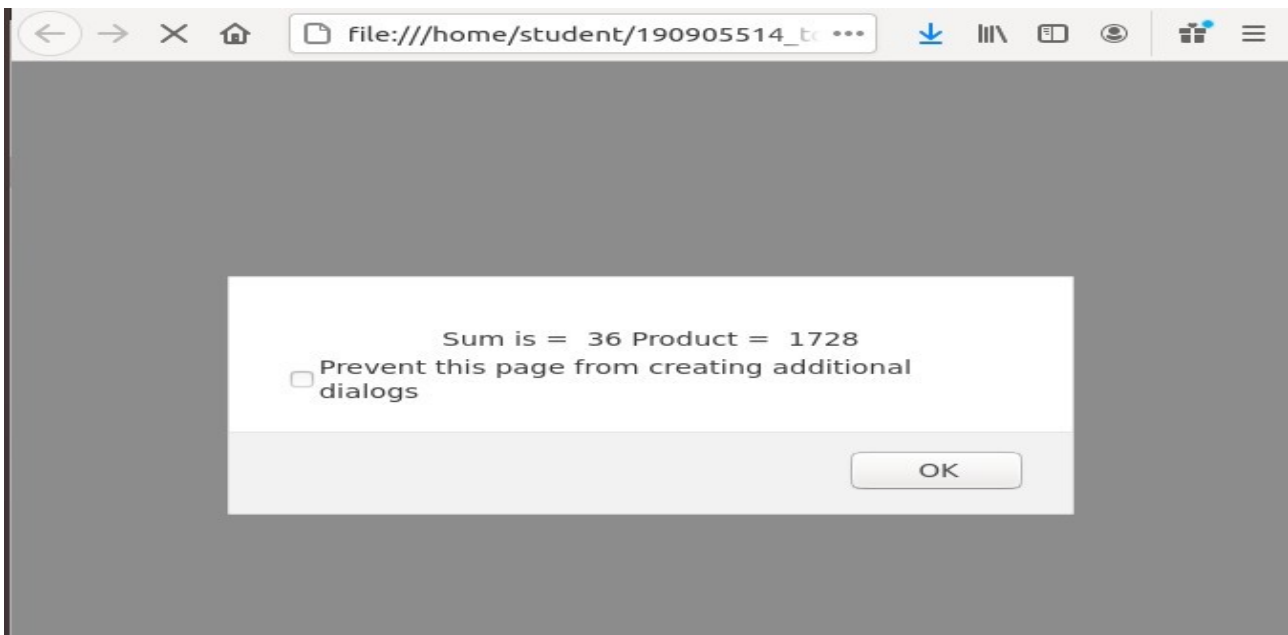 file:///home/student/190905514_t
Sum is = 36 Product = 1728
Prevent this page from creating additional
dialogs
OK